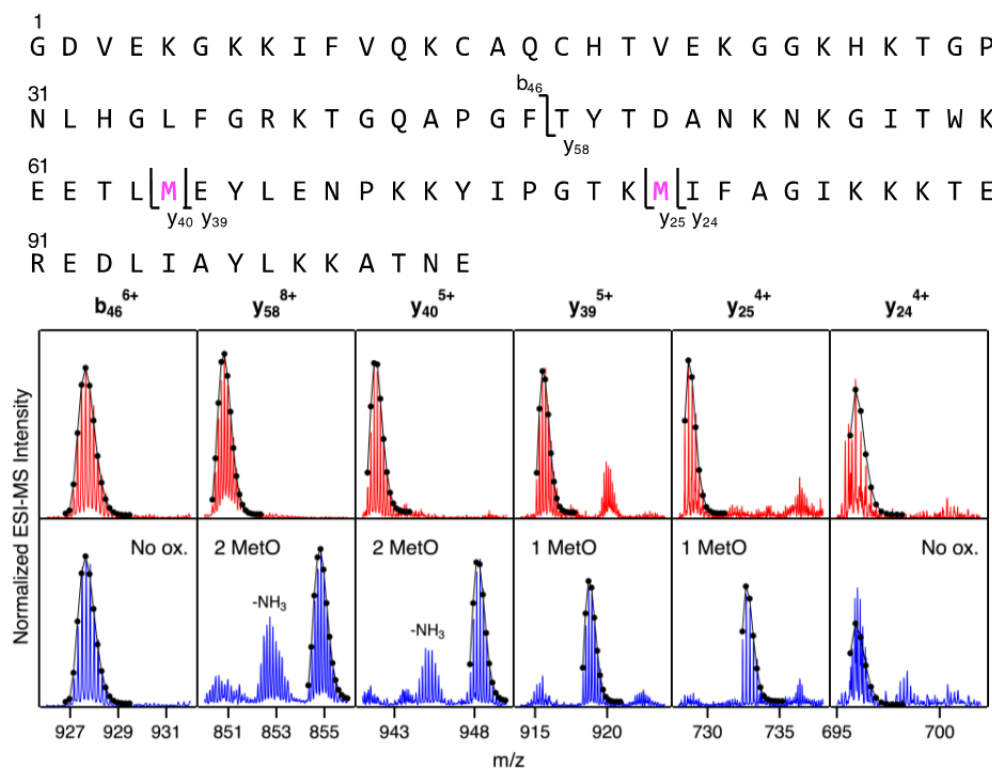 1
G D V E K G K K I F V Q K C A Q C H T V E K G G K H K T G P
31
N L H G L F G R K T G Q A P G F T Y T D A N K N K G I T W K
b46
y58
61
E E T L M E Y L E N P K K Y I P G T K M I F A G I K K K T E
y40 y39 y25 y24
91
R E D L I A Y L K K A T N E
b46 6+ y58 8+ y40 5+ y39 5+ y25 4+ y24 4+
Normalized ESI-MS Intensity
No ox. 2 MetO 2 MetO 1 MetO 1 MetO No ox.
-NH3 -NH3
927 929 931 851 853 855 943 948 915 920 730 735 695 700
m/z